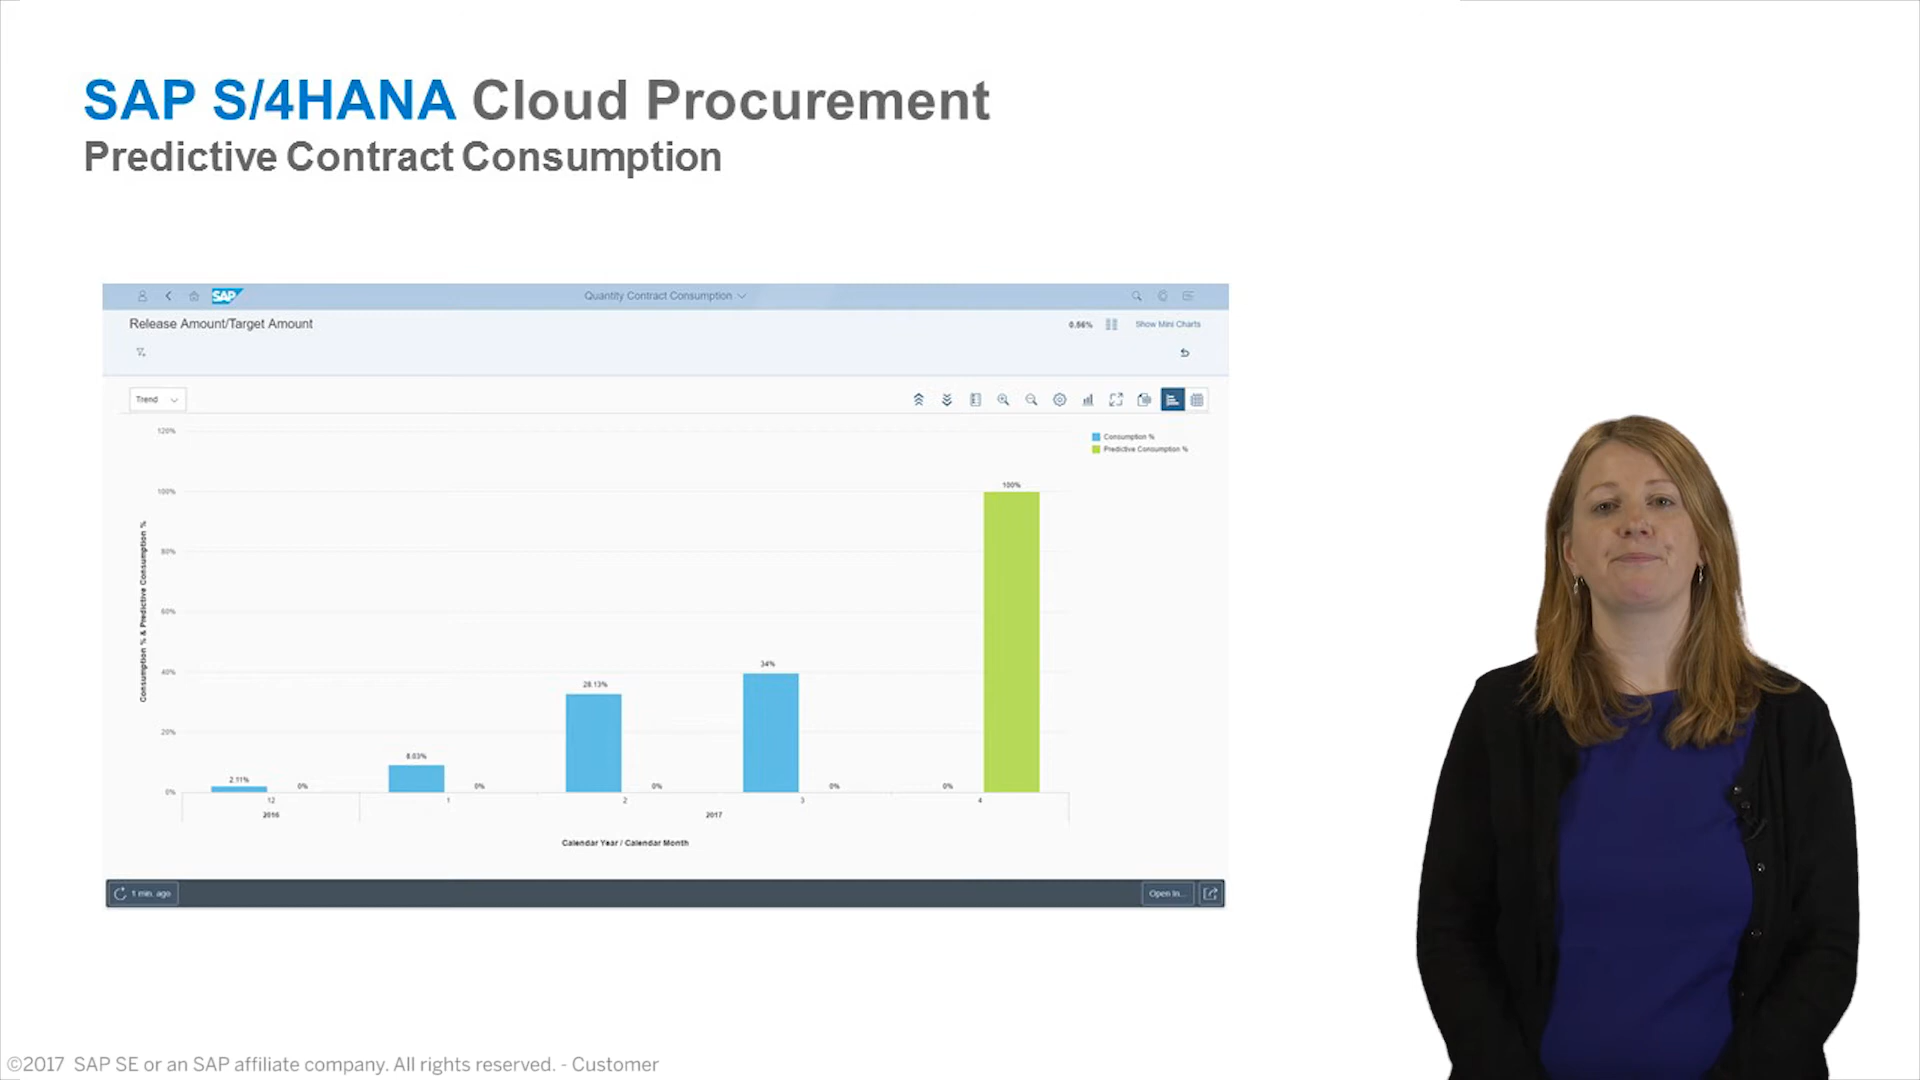 SAP S/4HANA Cloud Procurement
Predictive Contract Consumption
SAP
Quantity Contract Consumption
Release Amount/Target Amount
0.56%
Show Mini Charts
Trend
Consumption %
Predictive Consumption %
Consumption % & Predictive Consumption %
120%
100%
80%
60%
40%
20%
0%
2.11%
0%
8.03%
0%
28.13%
0%
34%
0%
0%
100%
12
1
2
3
4
2016
2017
Calendar Year / Calendar Month
1 min. ago
Open In...
©2017 SAP SE or an SAP affiliate company. All rights reserved. - Customer